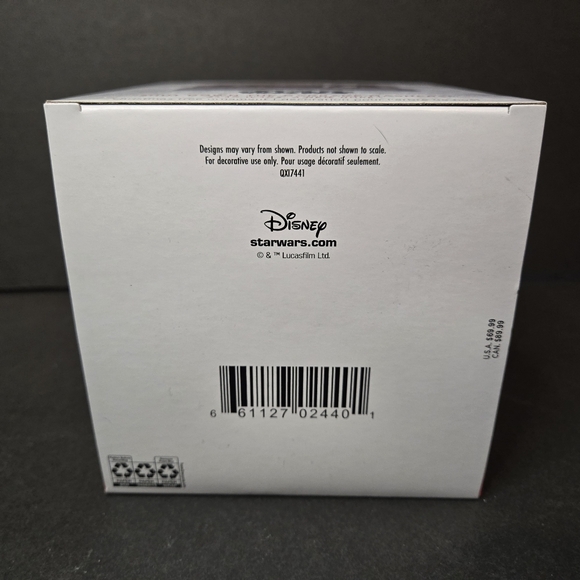 Designs may vary from shown. Products not shown to scale.
For decorative use only. Pour usage décoratif seulement.
QXI7441
Disney
starwars.com
© & ™ Lucasfilm Ltd.
U.S.A. $69.99
CAN. $89.99
6 61127 02440 1